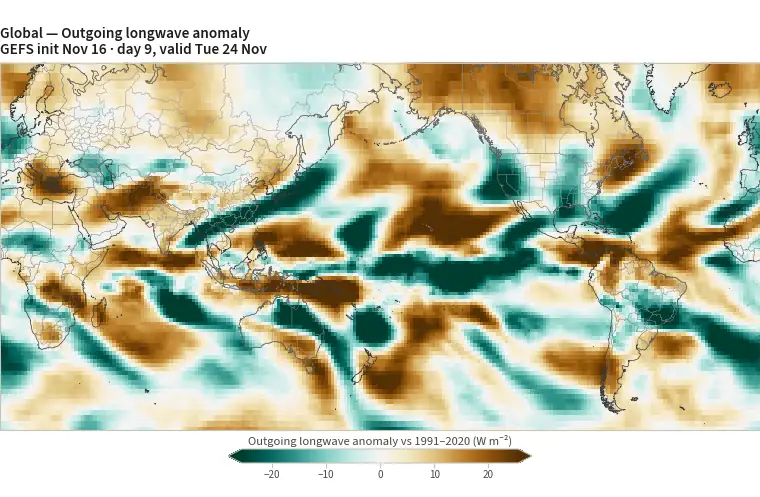 Global — Outgoing longwave anomaly
GEFS init Nov 16 · day 9, valid Tue 24 Nov
Outgoing longwave anomaly vs 1991–2020 (W m⁻²)
−20 −10 0 10 20